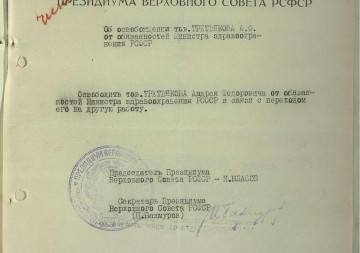 ПРЕЗИДИУМА ВЕРХОВНОГО СОВЕТА РСФСР
Об освобождении тов.ТРЕТЬЯКОВА А.Ф.
от обязанностей Министра здравоохра-
нения РСФСР
Освободить тов.ТРЕТЬЯКОВА Андрея Федоровича от обязан-
ностей Министра здравоохранения РСФСР в связи с переходом
его на другую работу.
Председатель Президиума
Верховного Совета РСФСР - И.ВЛАСОВ
Секретарь Президиума
Верховного Совета РСФСР
(П.Бахмуров)